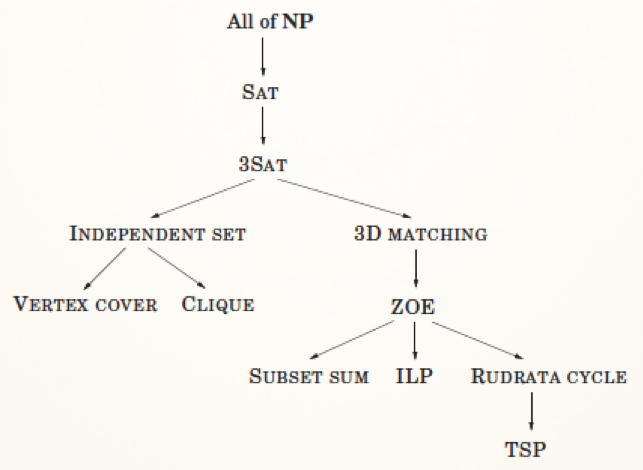 All of NP
SAT
3SAT
INDEPENDENT SET 3D MATCHING
VERTEX COVER CLIQUE ZOE
SUBSET SUM ILP RUDRATA CYCLE
TSP